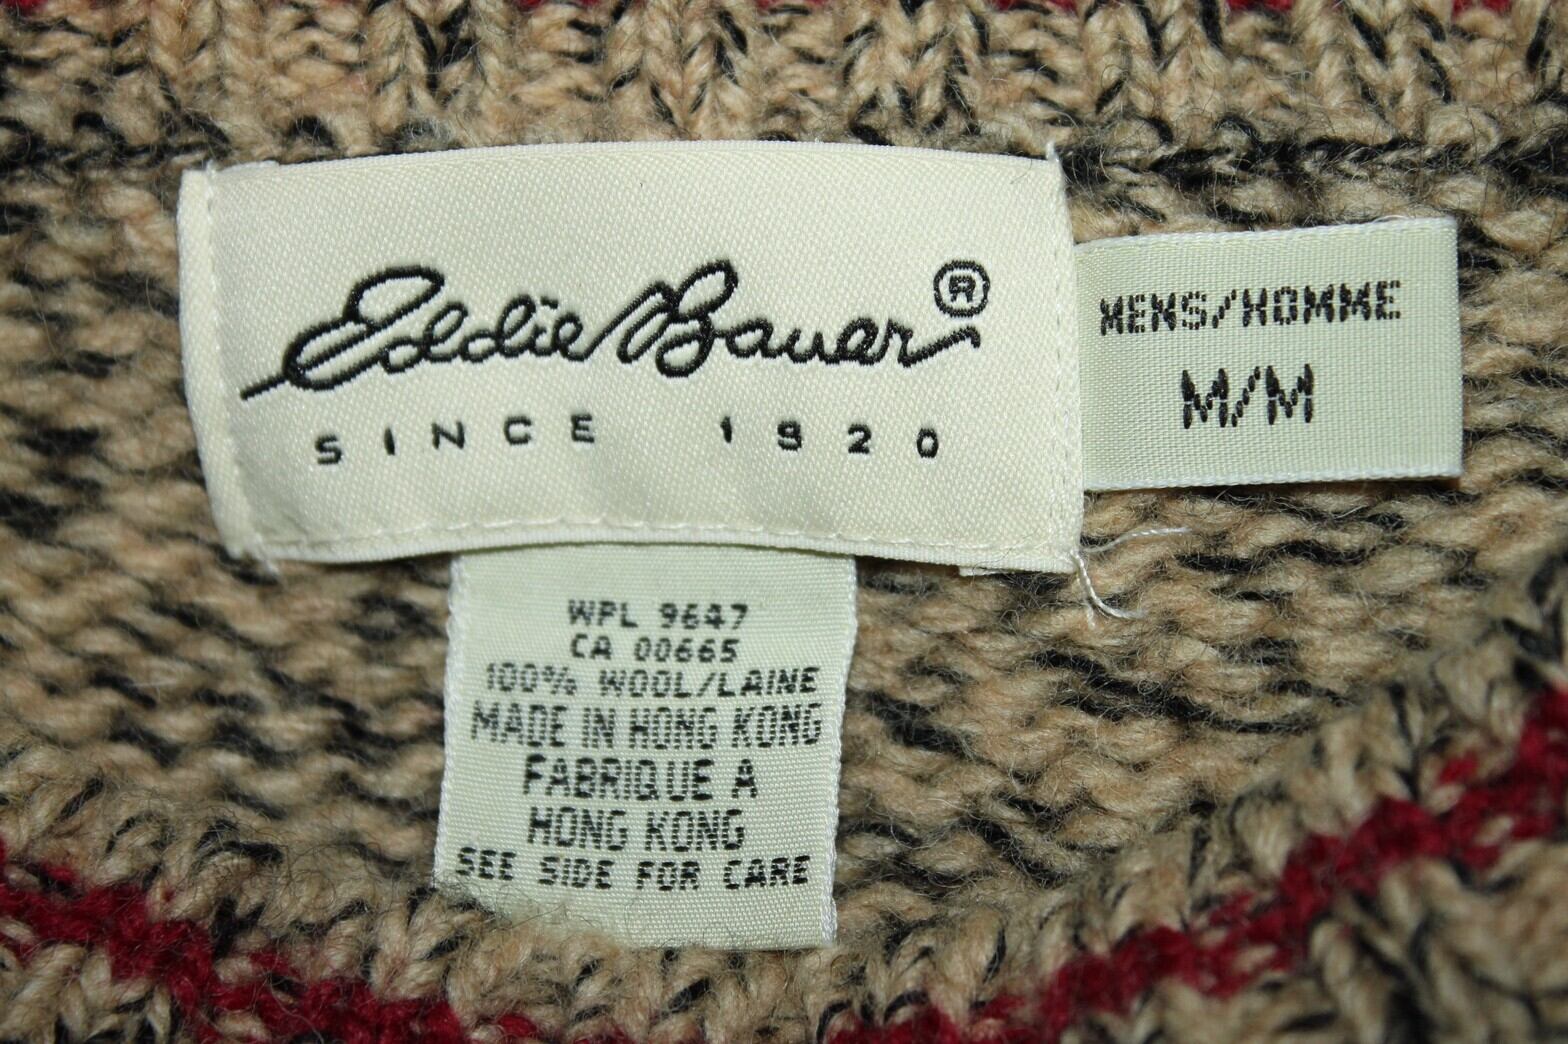 Eddie Bauer®
SINCE 1920
MENS/HOMME
M/M
WPL 9647
CA 00665
100% WOOL/LAINE
MADE IN HONG KONG
FABRIQUE A
HONG KONG
SEE SIDE FOR CARE